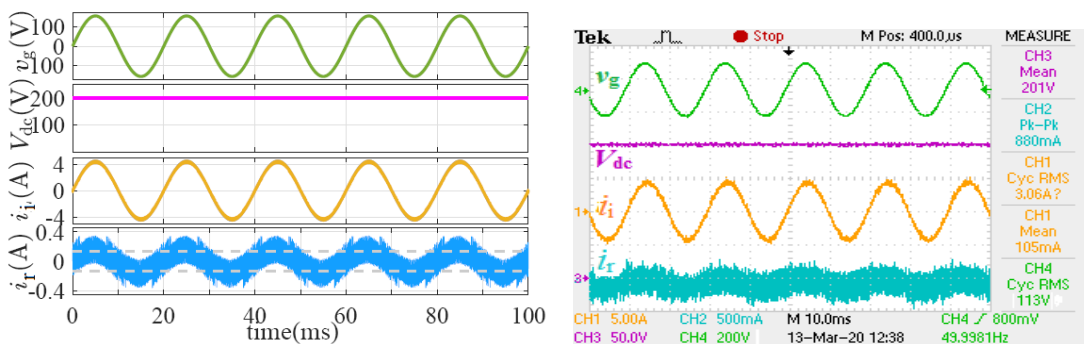 100
0
100
v_g(V)
200
100
V_dc(V)
4
0
-4
i_i(A)
0.4
0
-0.4
i_r(A)
0 20 40 60 80 100
time(ms)
Tek Stop M Pos: 400.0us MEASURE
CH3
Mean
201V
CH2
Pk-Pk
880mA
CH1
Cyc RMS
3.06A?
CH1
Mean
105mA
CH4
Cyc RMS
113V
4
v_g
V_dc
1
i_i
i_r
3
CH1 5.00A CH2 500mA M 10.0ms CH4 800mV
CH3 50.0V CH4 200V 13-Mar-20 12:38 49.9981Hz